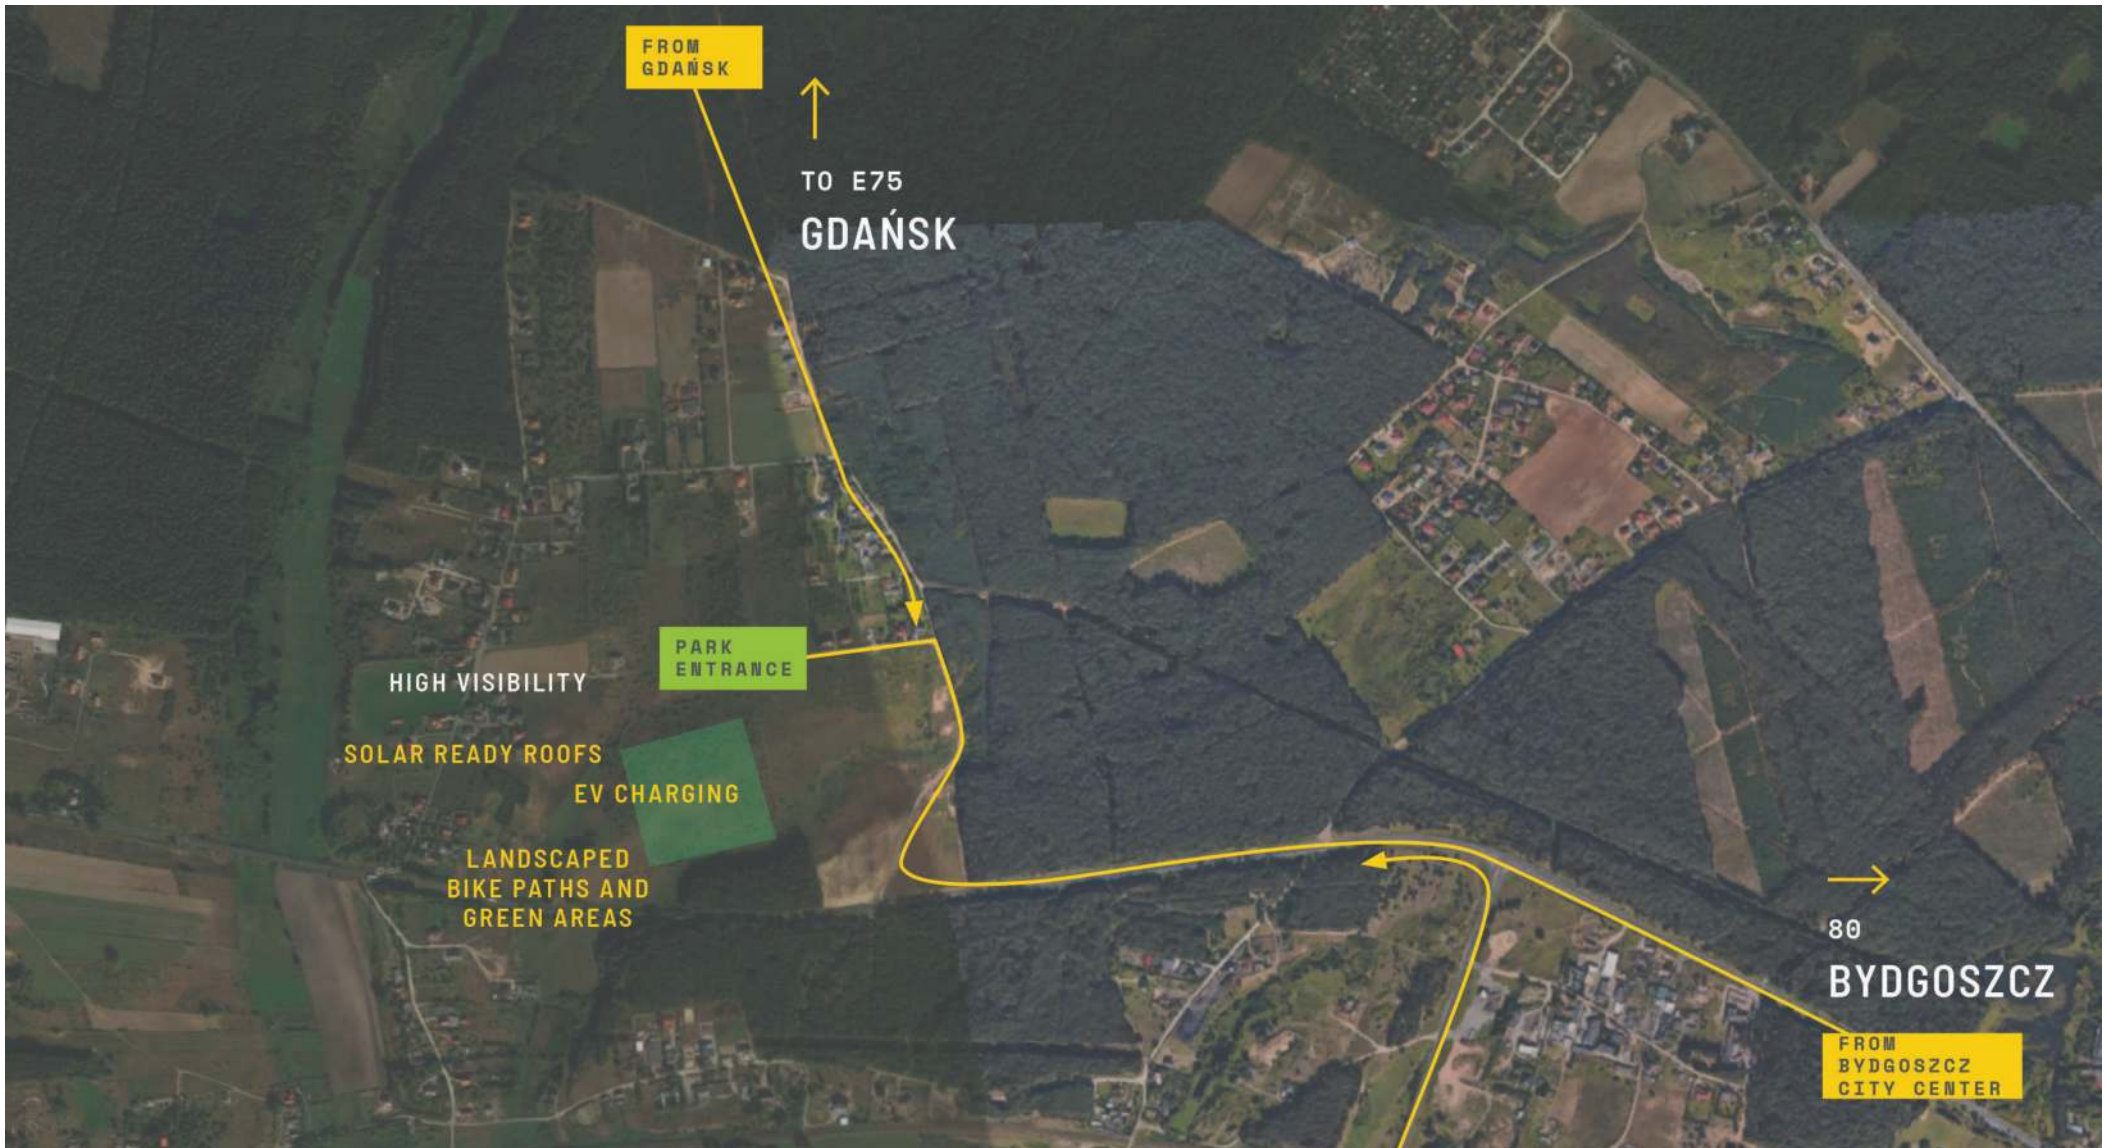 FROM
GDAŃSK
TO E75
GDAŃSK
PARK
ENTRANCE
HIGH VISIBILITY
SOLAR READY ROOFS
EV CHARGING
LANDSCAPED
BIKE PATHS AND
GREEN AREAS
80
BYDGOSZCZ
FROM
BYDGOSZCZ
CITY CENTER